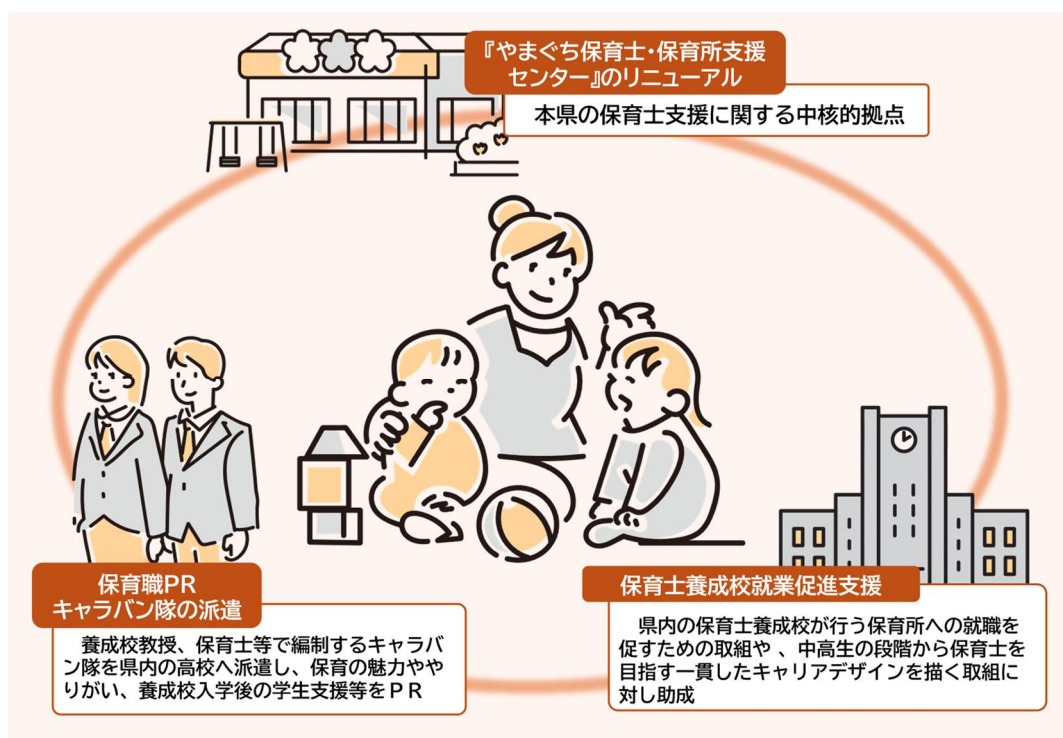 『やまぐち保育士・保育所支援
センター』のリニューアル
本県の保育士支援に関する中核的拠点
保育職PR
キャラバン隊の派遣
養成校教授、保育士等で編制するキャラバ
ン隊を県内の高校へ派遣し、保育の魅力やや
りがい、養成校入学後の学生支援等をＰＲ
保育士養成校就業促進支援
県内の保育士養成校が行う保育所への就職を
促すための取組や 、中高生の段階から保育士を
目指す一貫したキャリアデザインを描く取組に
対し助成